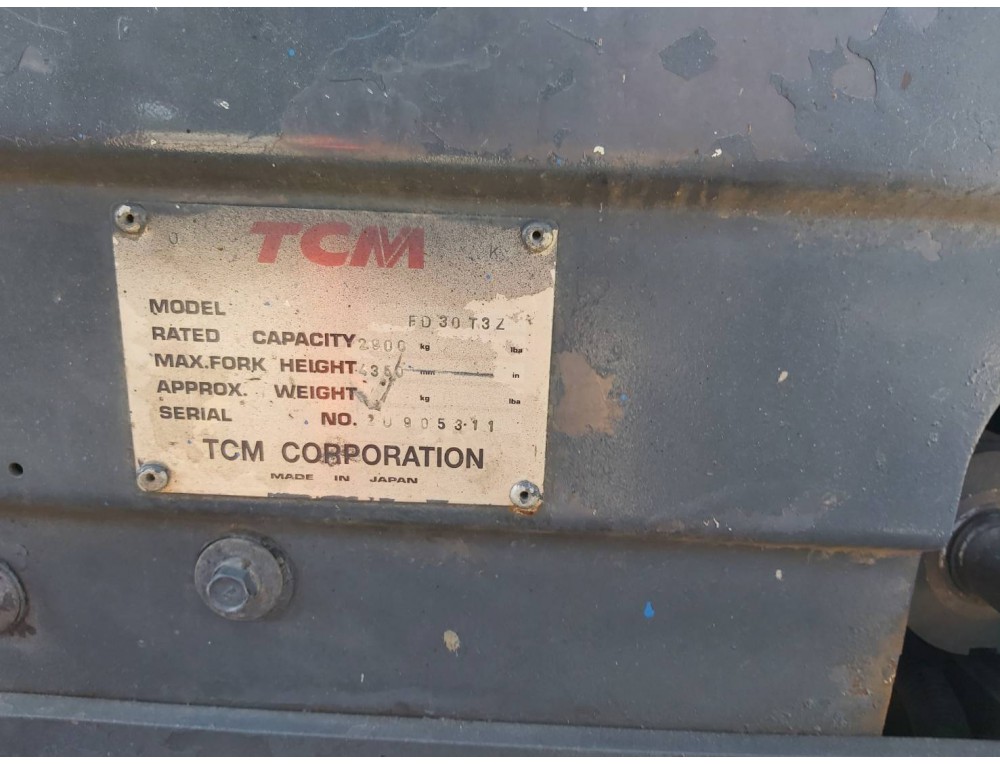 TCM
MODEL FD30T3Z
RATED CAPACITY 2900 kg lbs
MAX.FORK HEIGHT 4350 mm in
APPROX. WEIGHT kg lbs
SERIAL NO.
TCM CORPORATION
MADE IN JAPAN